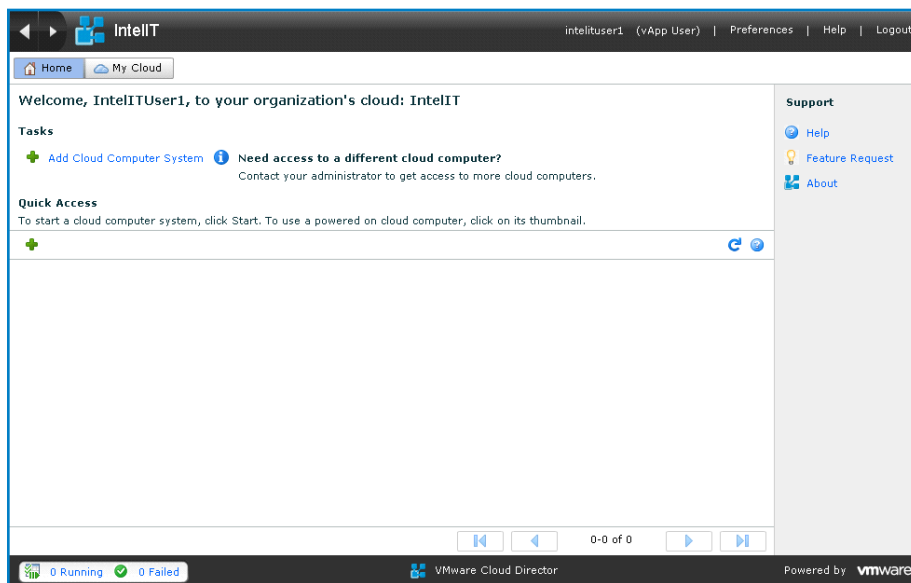 IntelIT
intelituser1 (vApp User) | Preferences | Help | Logout
Home
My Cloud
Welcome, IntelITUser1, to your organization's cloud: IntelIT
Tasks
Add Cloud Computer System
Need access to a different cloud computer?
Contact your administrator to get access to more cloud computers.
Quick Access
To start a cloud computer system, click Start. To use a powered on cloud computer, click on its thumbnail.
Support
Help
Feature Request
About
0-0 of 0
0 Running
0 Failed
VMware Cloud Director
Powered by vmware